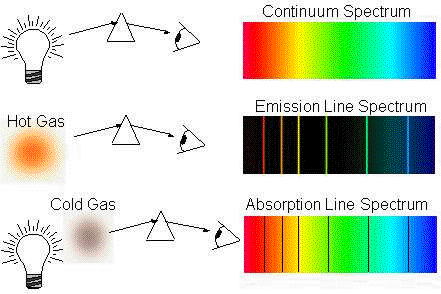 Continuum Spectrum
Hot Gas
Emission Line Spectrum
Cold Gas
Absorption Line Spectrum